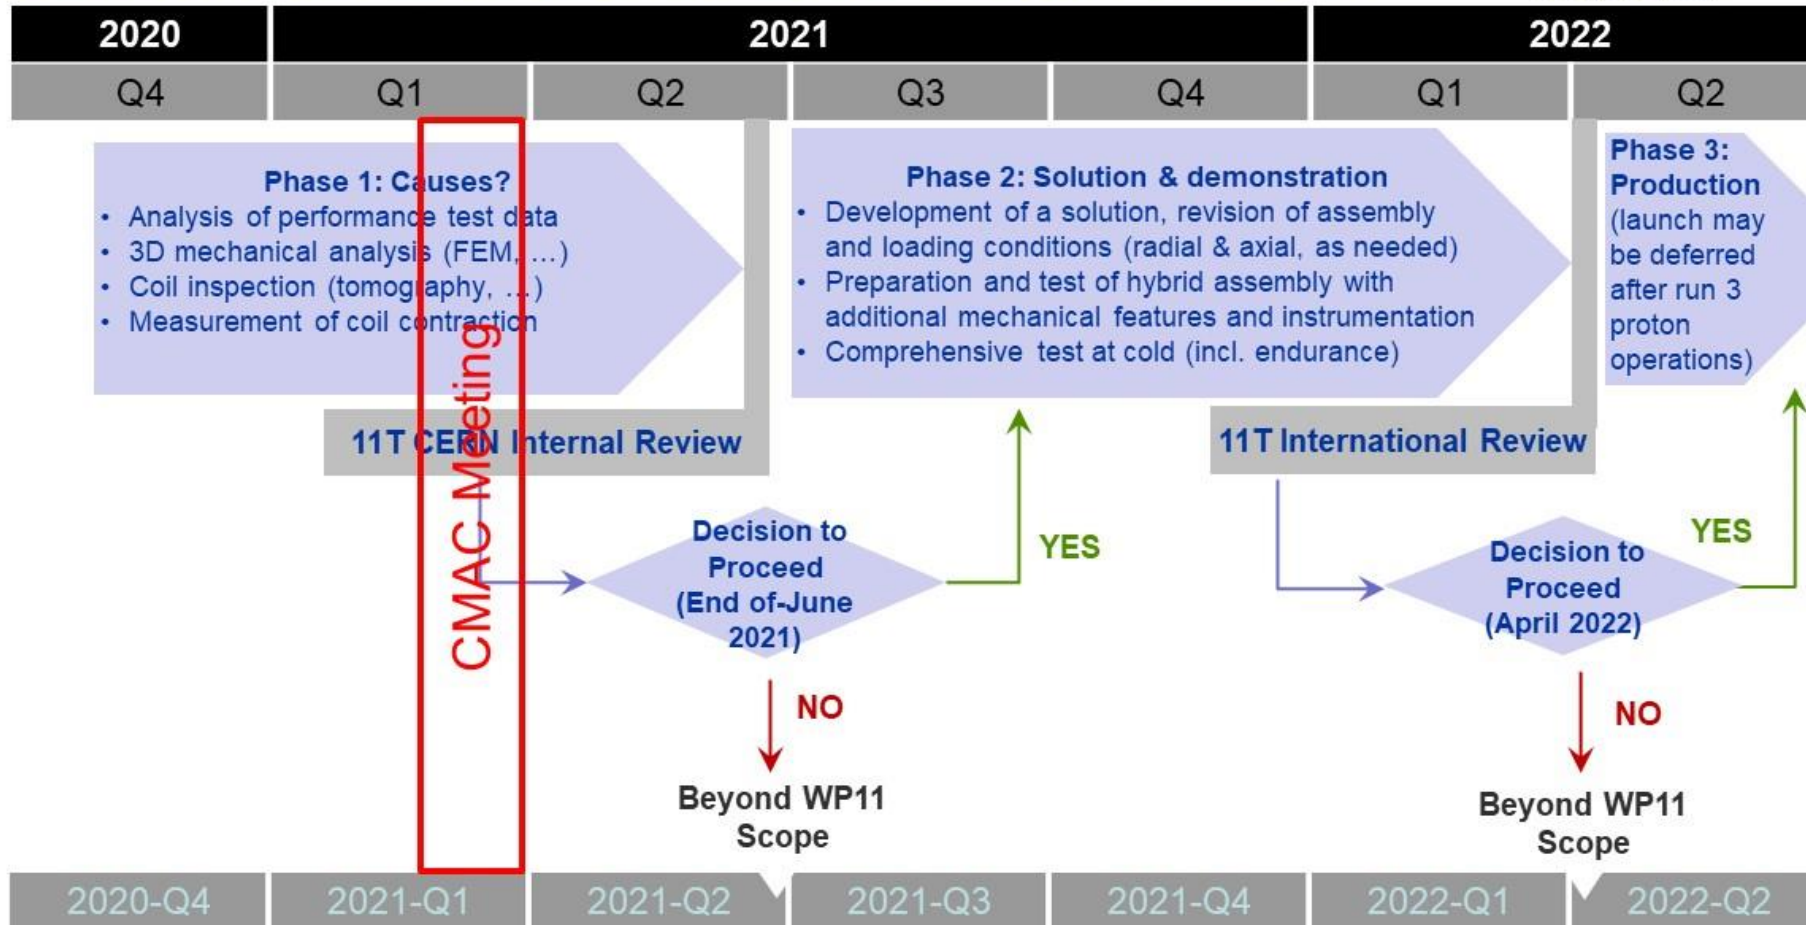 2020
2021
2022
Q4
Q1
Q2
Q3
Q4
Q1
Q2
Phase 1: Causes?
• Analysis of performance test data
• 3D mechanical analysis (FEM, …)
• Coil inspection (tomography, …)
• Measurement of coil contraction
Phase 2: Solution & demonstration
• Development of a solution, revision of assembly
and loading conditions (radial & axial, as needed)
• Preparation and test of hybrid assembly with
additional mechanical features and instrumentation
• Comprehensive test at cold (incl. endurance)
Phase 3:
Production
(launch may
be deferred
after run 3
proton
operations)
CMAC Meeting
11T CERN Internal Review
11T International Review
Decision to
Proceed
(End of-June
2021)
YES
NO
Beyond WP11
Scope
Decision to
Proceed
(April 2022)
YES
NO
Beyond WP11
Scope
2020-Q4
2021-Q1
2021-Q2
2021-Q3
2021-Q4
2022-Q1
2022-Q2